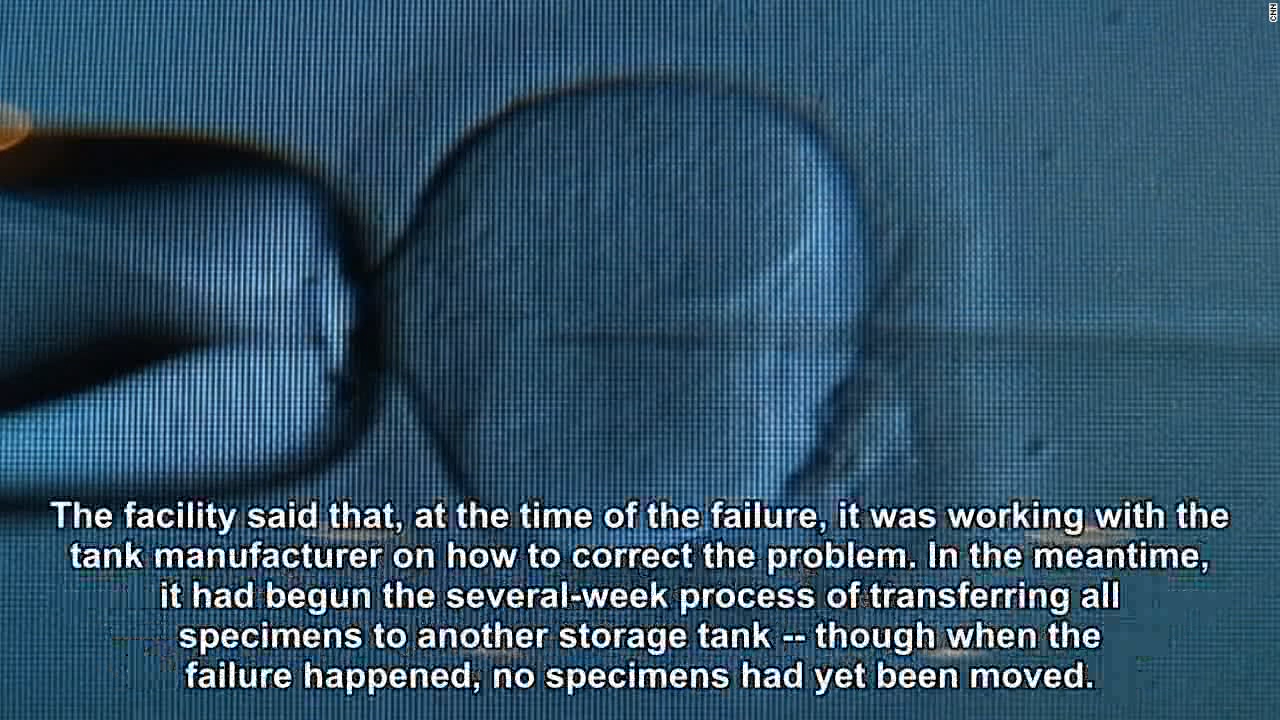 CNN
The facility said that, at the time of the failure, it was working with the
tank manufacturer on how to correct the problem. In the meantime,
it had begun the several-week process of transferring all
specimens to another storage tank -- though when the
failure happened, no specimens had yet been moved.